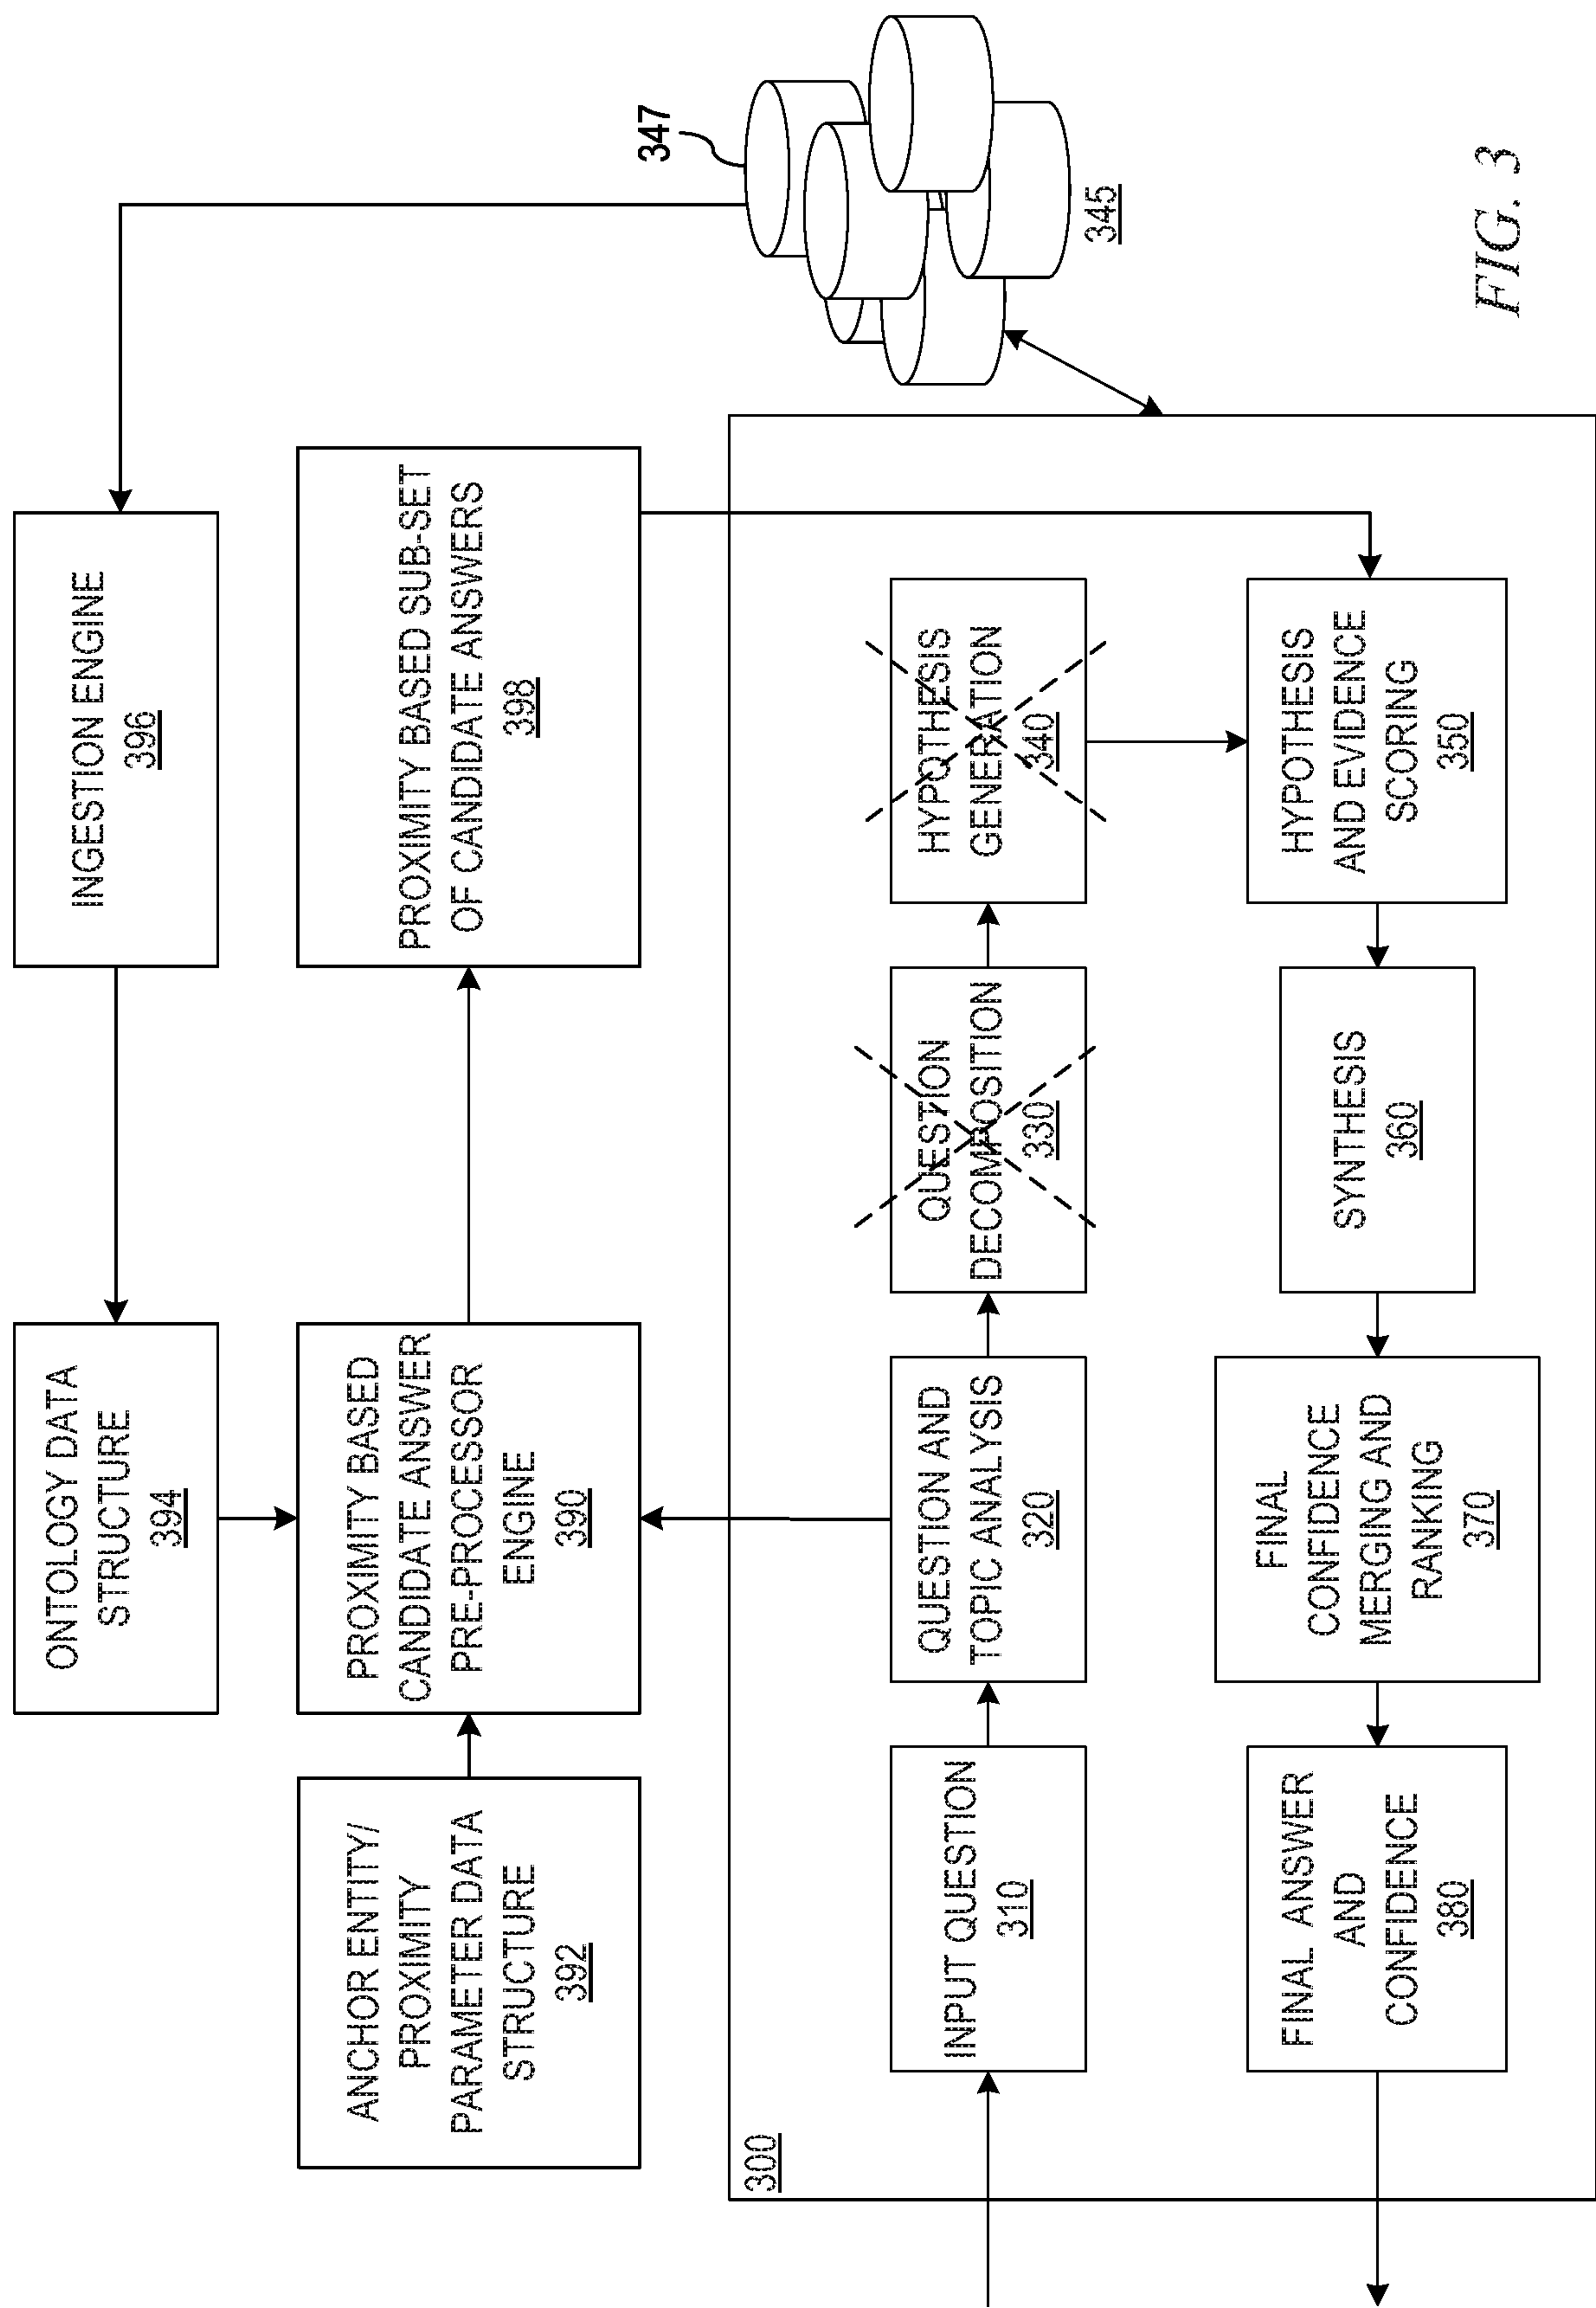 ONTOLOGY DATA
STRUCTURE
394
INGESTION ENGINE
396
ANCHOR ENTITY/
PROXIMITY
PARAMETER DATA
STRUCTURE
392
PROXIMITY BASED
CANDIDATE ANSWER
PRE-PROCESSOR
ENGINE
390
PROXIMITY BASED SUB-SET
OF CANDIDATE ANSWERS
398
347
345
300
INPUT QUESTION
310
QUESTION AND
TOPIC ANALYSIS
320
QUESTION
DECOMPOSITION
330
HYPOTHESIS
GENERATION
340
FINAL ANSWER
AND
CONFIDENCE
380
FINAL
CONFIDENCE
MERGING AND
RANKING
370
SYNTHESIS
360
HYPOTHESIS
AND EVIDENCE
SCORING
350
FIG. 3